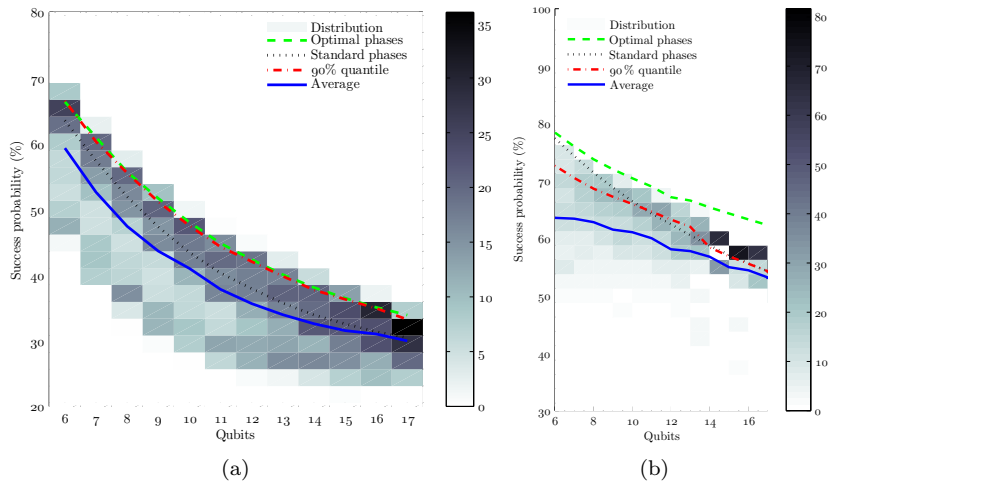 80
70
60
50
40
30
20
Success probability (%)
6 7 8 9 10 11 12 13 14 15 16 17
Qubits
Distribution
Optimal phases
Standard phases
90% quantile
Average
35
30
25
20
15
10
5
0
(a)
100
90
80
70
60
50
40
30
Success probability (%)
6 8 10 12 14 16
Qubits
Distribution
Optimal phases
Standard phases
90% quantile
Average
80
70
60
50
40
30
20
10
0
(b)